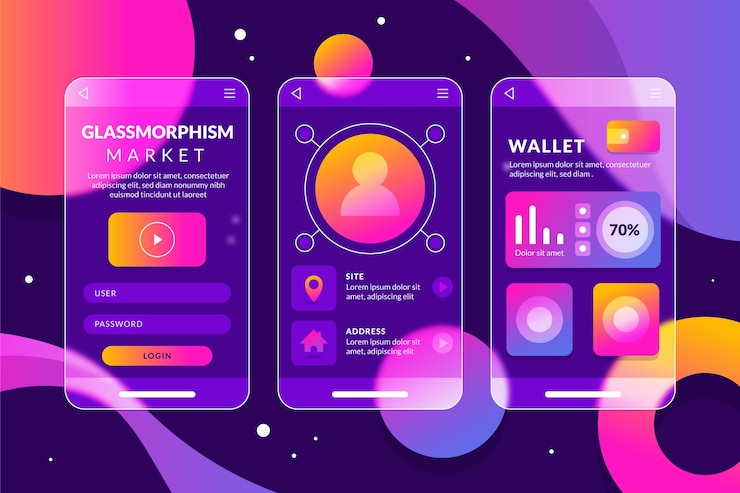 GLASSMORPHISM
MARKET
Lorem ipsum dolor sit amet, consectetuer
adipiscing elit, sed diam nonummy nibh
euismod tincidunt ut laoreet
USER
PASSWORD
LOGIN
SITE
Lorem ipsum dolor sit
amet, adipiscing elit
ADDRESS
Lorem ipsum dolor sit
amet, adipiscing elit
WALLET
Lorem ipsum dolor sit amet, consectetuer
adipiscing elit, sed diam .
70%
Dolor sit amet